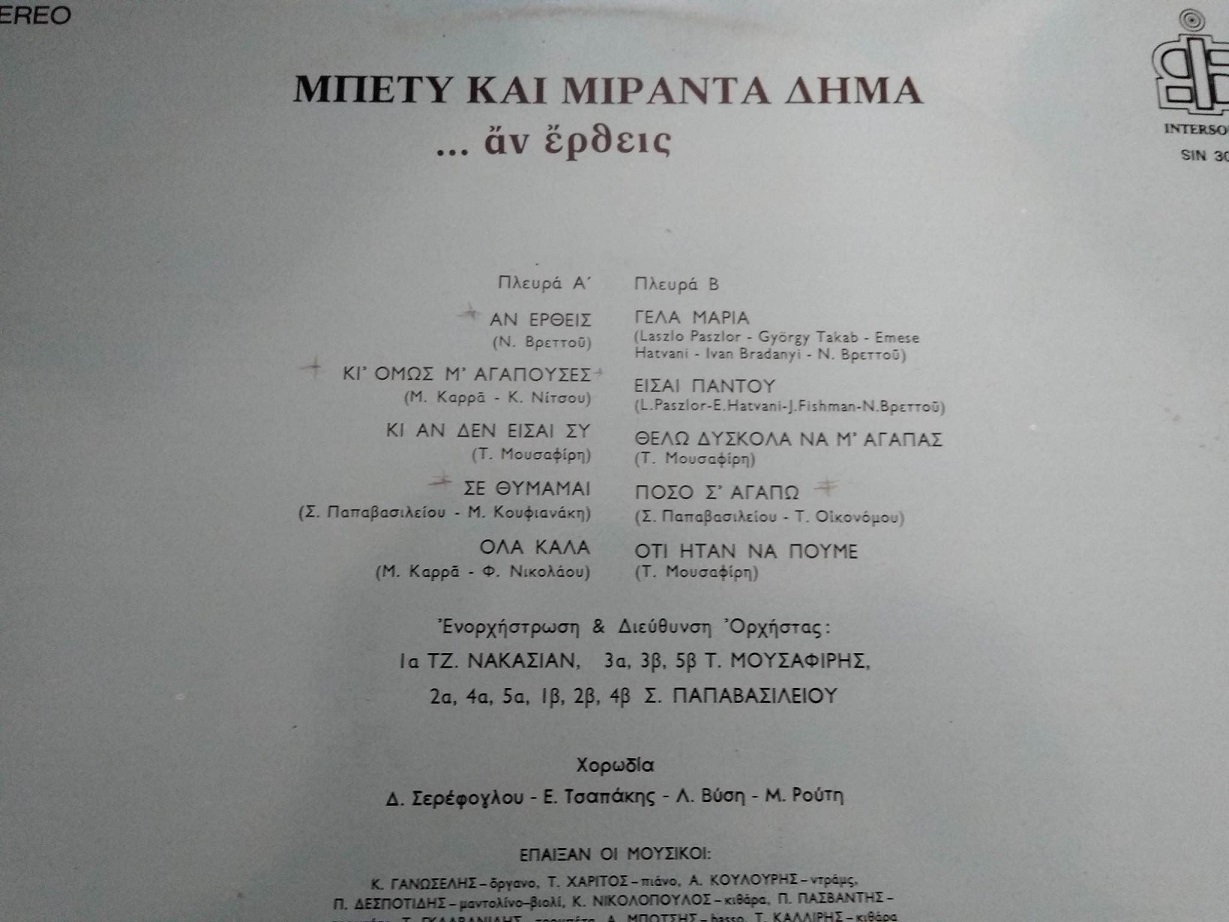 EREO
ΜΠΕΤΥ ΚΑΙ ΜΙΡΑΝΤΑ ΔΗΜΑ
... ἄν ἔρθεις
INTERSO
SIN 30
Πλευρά Α΄
ΑΝ ΕΡΘΕΙΣ
(Ν. Βρεττοῦ)
ΚΙ' ΟΜΩΣ Μ' ΑΓΑΠΟΥΣΕΣ
(Μ. Καρρᾶ - Κ. Νίτσου)
ΚΙ ΑΝ ΔΕΝ ΕΙΣΑΙ ΣΥ
(Τ. Μουσαφίρη)
ΣΕ ΘΥΜΑΜΑΙ
(Σ. Παπαβασιλείου - Μ. Κουφιανάκη)
ΟΛΑ ΚΑΛΑ
(Μ. Καρρᾶ - Φ. Νικολάου)
Πλευρά Β
ΓΕΛΑ ΜΑΡΙΑ
(Laszlo Paszlor - György Takab - Emese
Hatvani - Ivan Bradanyi - Ν. Βρεττοῦ)
ΕΙΣΑΙ ΠΑΝΤΟΥ
(L.Paszlor-E.Hatvani-J.Fishman-Ν.Βρεττοῦ)
ΘΕΛΩ ΔΥΣΚΟΛΑ ΝΑ Μ' ΑΓΑΠΑΣ
(Τ. Μουσαφίρη)
ΠΟΣΟ Σ' ΑΓΑΠΩ
(Σ. Παπαβασιλείου - Τ. Οἰκονόμου)
ΟΤΙ ΗΤΑΝ ΝΑ ΠΟΥΜΕ
(Τ. Μουσαφίρη)
Ἐνορχήστρωση & Διεύθυνση Ὀρχήστας:
1α ΤΖ. ΝΑΚΑΣΙΑΝ, 3α, 3β, 5β Τ. ΜΟΥΣΑΦΙΡΗΣ,
2α, 4α, 5α, 1β, 2β, 4β Σ. ΠΑΠΑΒΑΣΙΛΕΙΟΥ
Χορωδία
Δ. Σερέφογλου - Ε. Τσαπάκης - Λ. Βύση - Μ. Ρούτη
ΕΠΑΙΞΑΝ ΟΙ ΜΟΥΣΙΚΟΙ:
Κ. ΓΑΝΩΣΕΛΗΣ – ὄργανο, Τ. ΧΑΡΙΤΟΣ – πιάνο, Α. ΚΟΥΛΟΥΡΗΣ – ντράμς,
Π. ΔΕΣΠΟΤΙΔΗΣ – μαντολίνο–βιολί, Κ. ΝΙΚΟΛΟΠΟΥΛΟΣ – κιθάρα, Π. ΠΑΣΒΑΝΤΗΣ –
Α. ΜΠΟΤΣΗΣ – basso, Τ. ΚΑΛΛΙΡΗΣ – κιθάρα